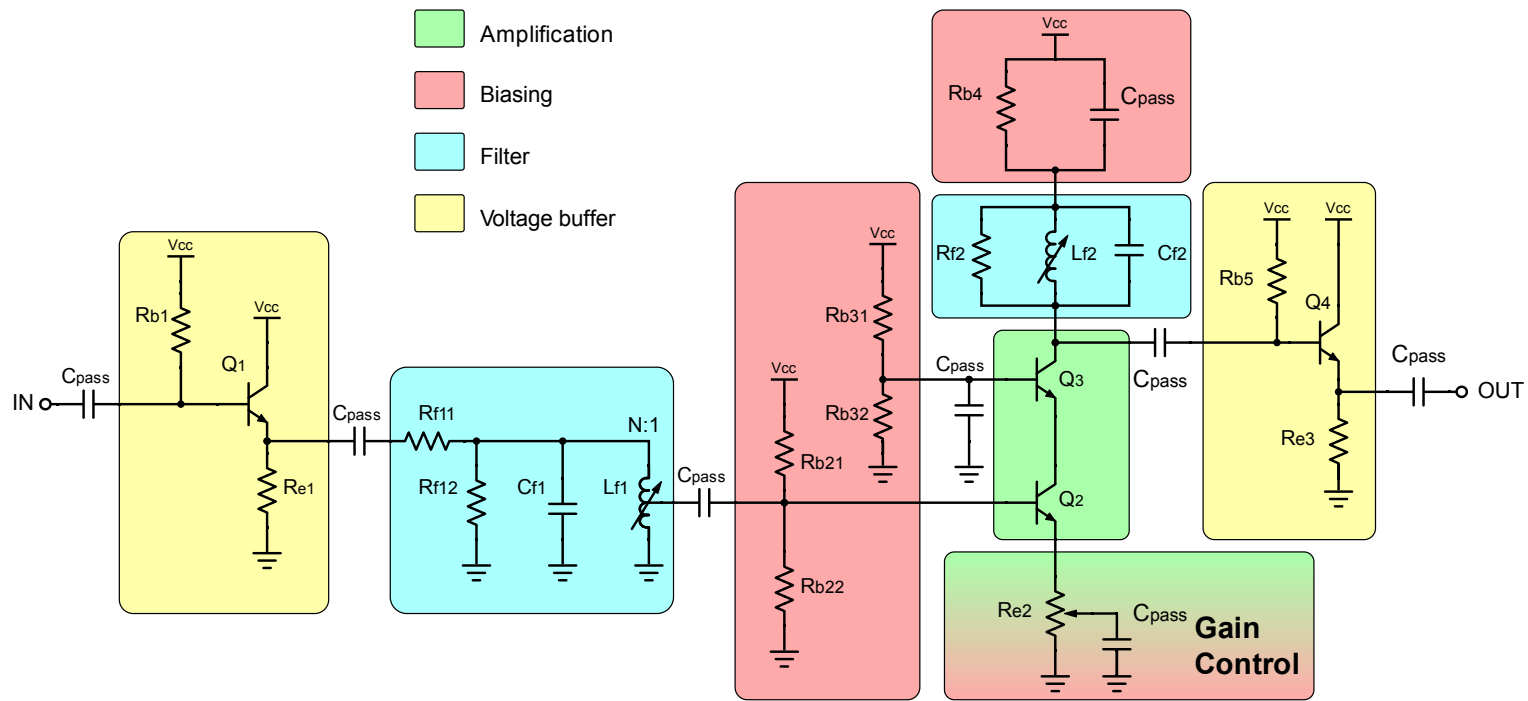 Amplification
Biasing
Filter
Voltage buffer
Vcc
Rb4
Cpass
Rf2
Lf2
Cf2
Vcc
Vcc
Rb5
Q4
Cpass
OUT
Re3
Vcc
Rb1
Vcc
Q1
Cpass
IN
Re1
Cpass
Rf11
N:1
Rf12
Cf1
Lf1
Cpass
Vcc
Rb31
Cpass
Rb32
Vcc
Rb21
Rb22
Q3
Cpass
Q2
Re2
Cpass
Gain
Control